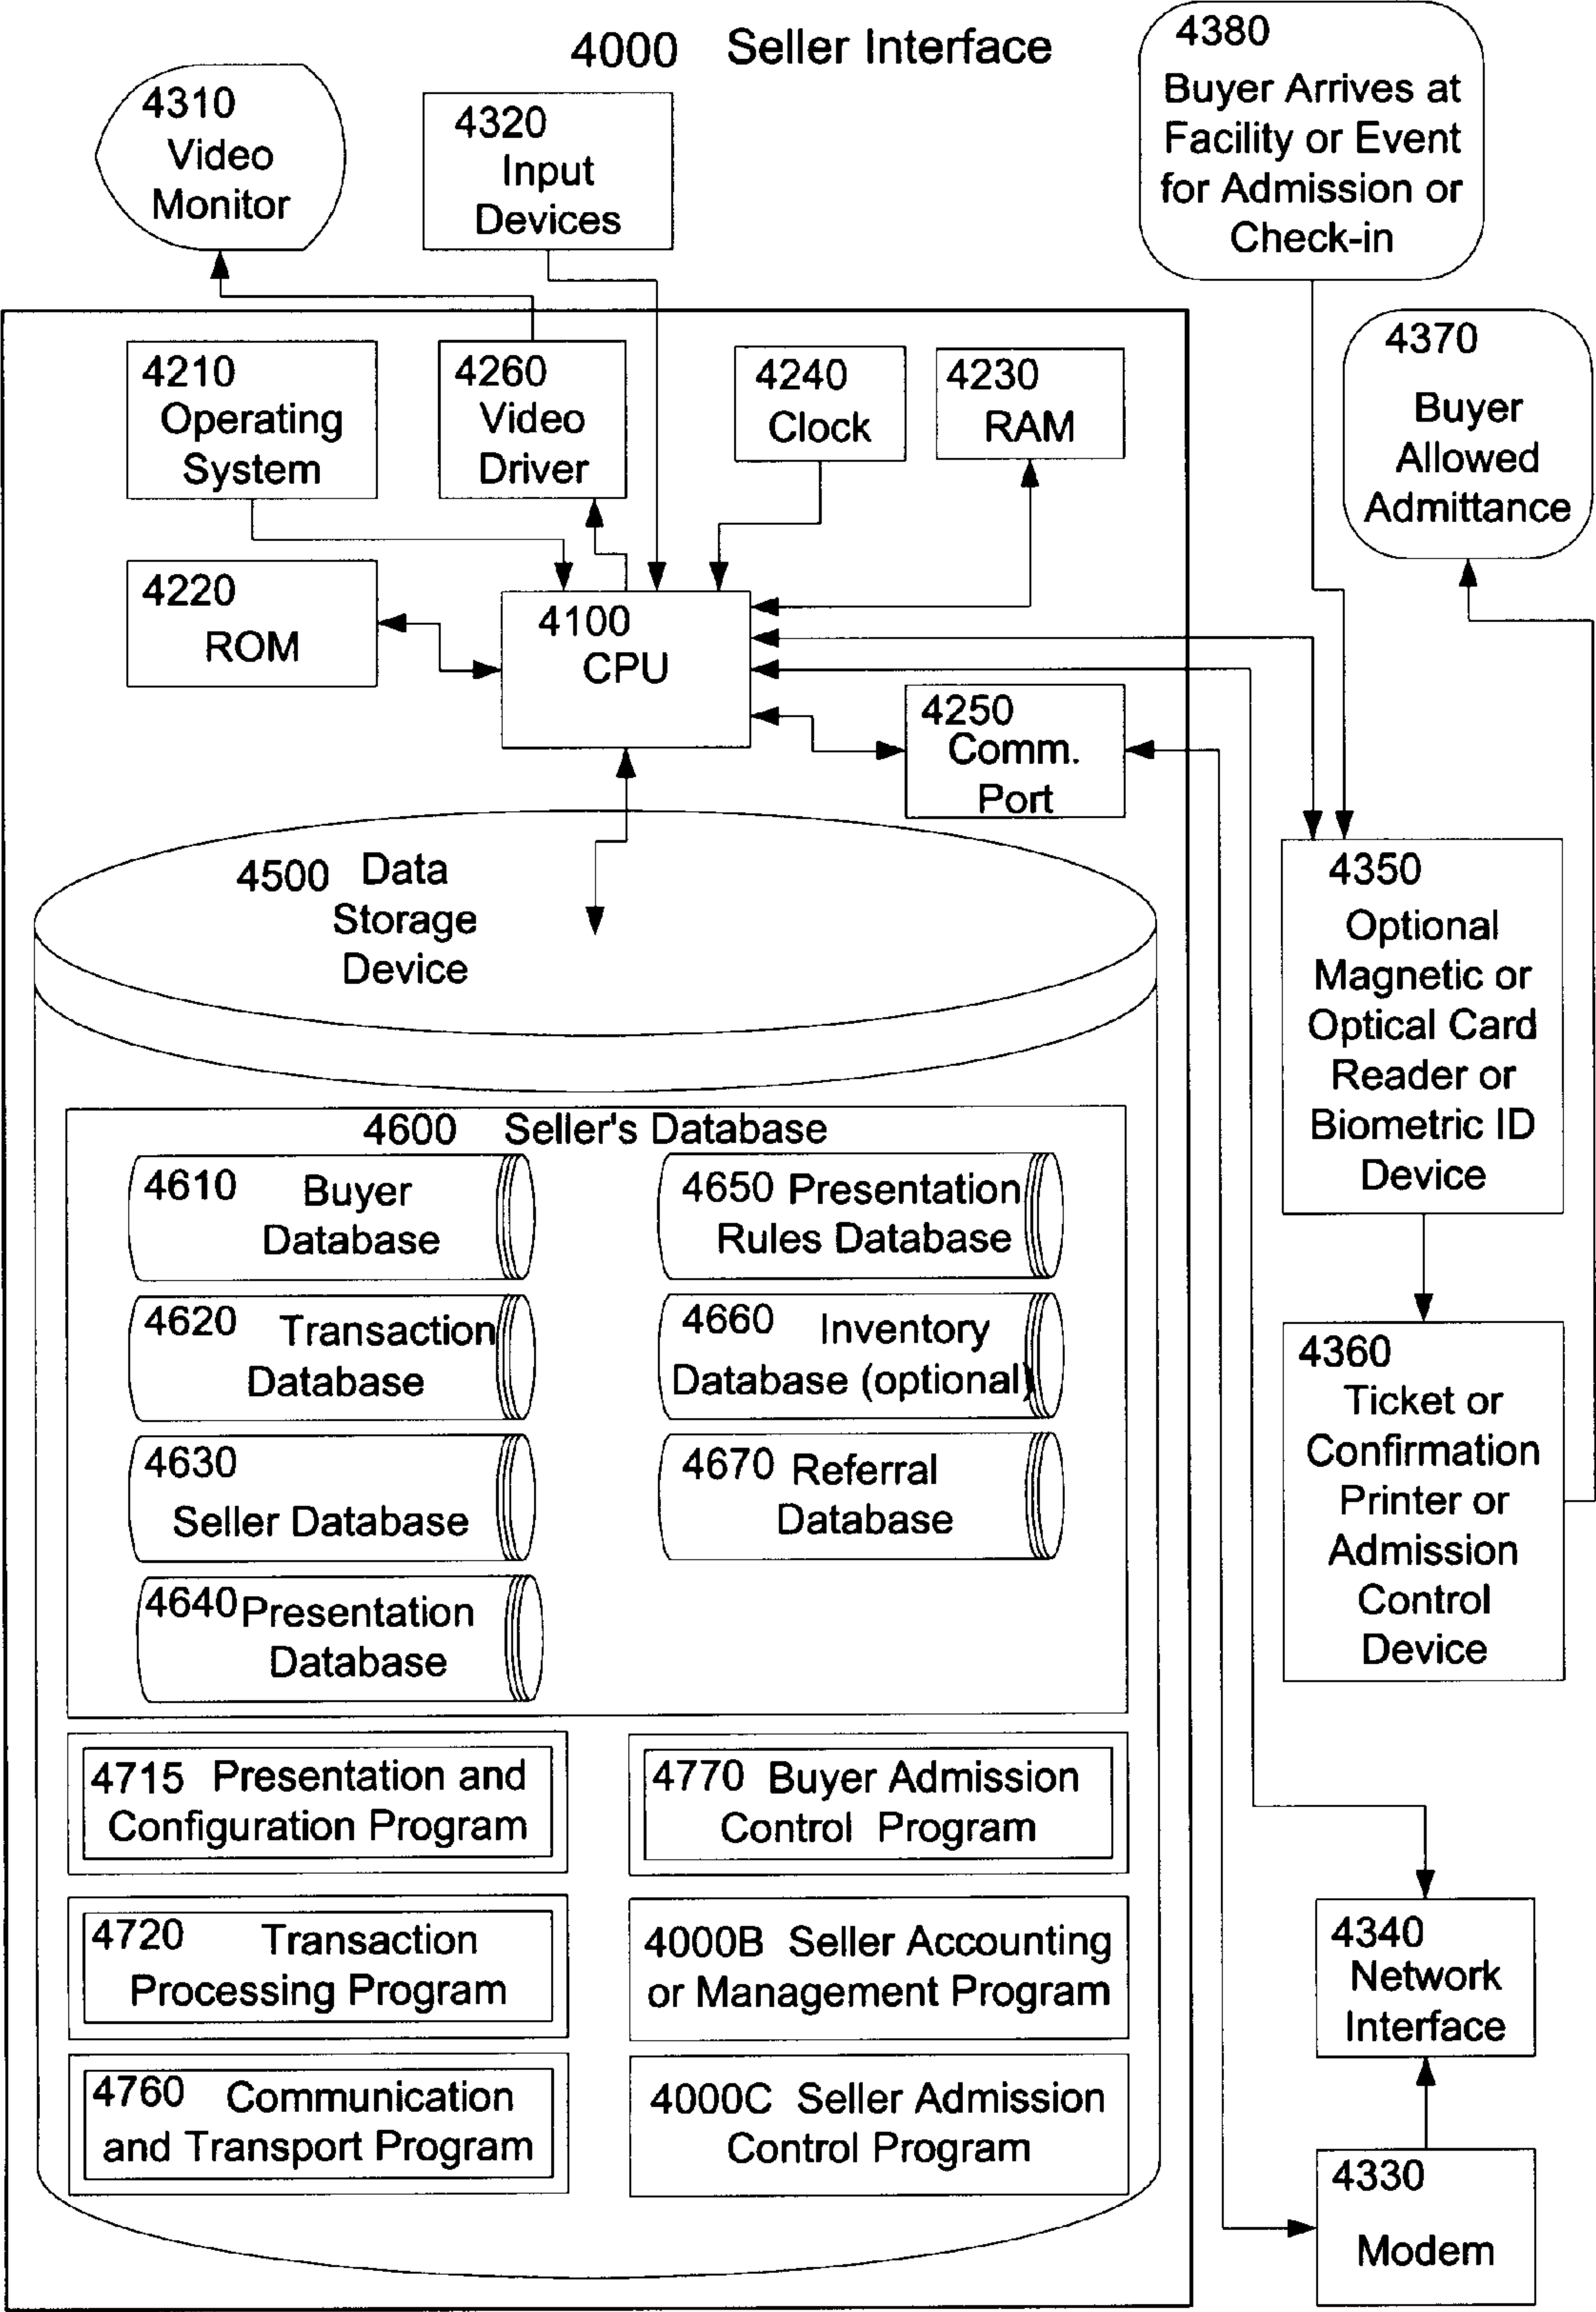 4000 Seller Interface
4310
Video
Monitor
4320
Input
Devices
4380
Buyer Arrives at
Facility or Event
for Admission or
Check-in
4210
Operating
System
4260
Video
Driver
4240
Clock
4230
RAM
4370
Buyer
Allowed
Admittance
4220
ROM
4100
CPU
4250
Comm.
Port
4500 Data
Storage
Device
4350
Optional
Magnetic or
Optical Card
Reader or
Biometric ID
Device
4600 Seller's Database
4610 Buyer
Database
4650 Presentation
Rules Database
4620 Transaction
Database
4660 Inventory
Database (optional)
4630
Seller Database
4670 Referral
Database
4640 Presentation
Database
4360
Ticket or
Confirmation
Printer or
Admission
Control
Device
4715 Presentation and
Configuration Program
4770 Buyer Admission
Control Program
4720 Transaction
Processing Program
4000B Seller Accounting
or Management Program
4760 Communication
and Transport Program
4000C Seller Admission
Control Program
4340
Network
Interface
4330
Modem